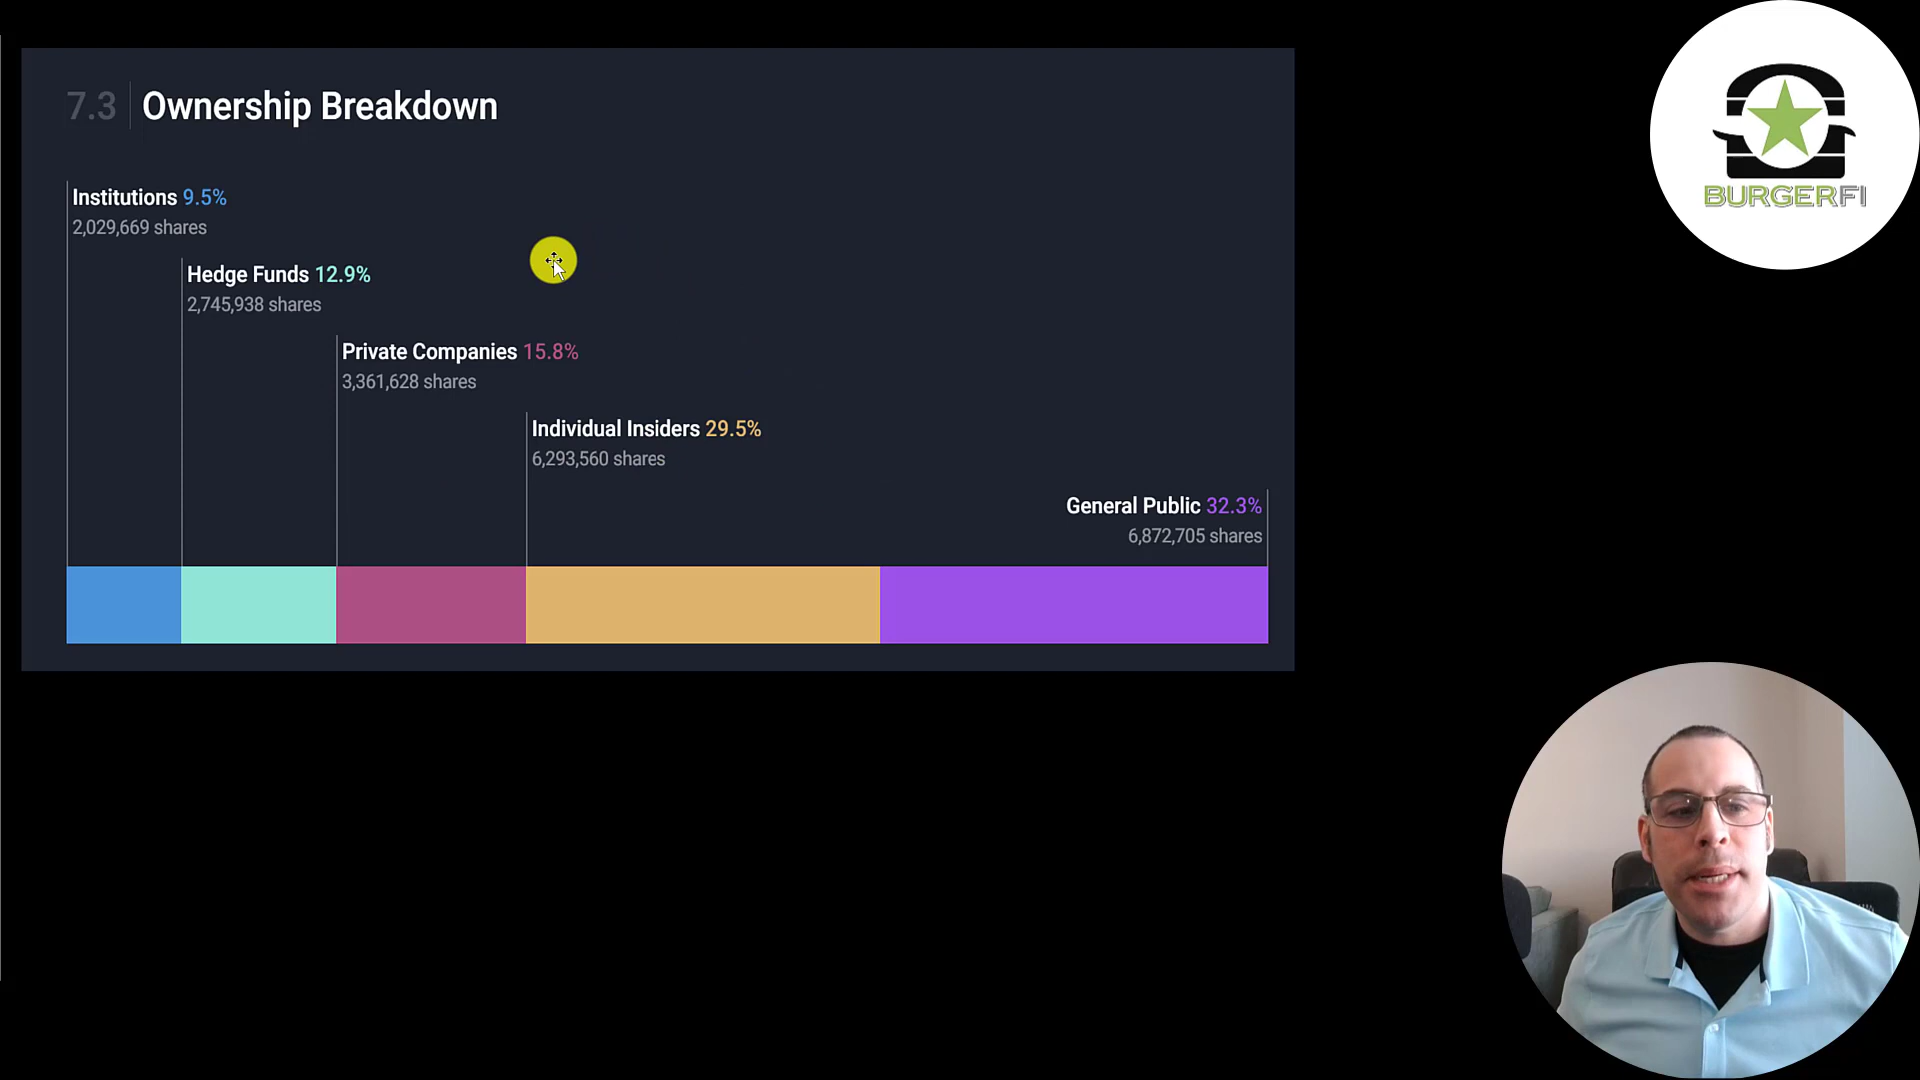 7.3 Ownership Breakdown
Institutions 9.5%
2,029,669 shares
Hedge Funds 12.9%
2,745,938 shares
Private Companies 15.8%
3,361,628 shares
Individual Insiders 29.5%
6,293,560 shares
General Public 32.3%
6,872,705 shares
BURGERFI